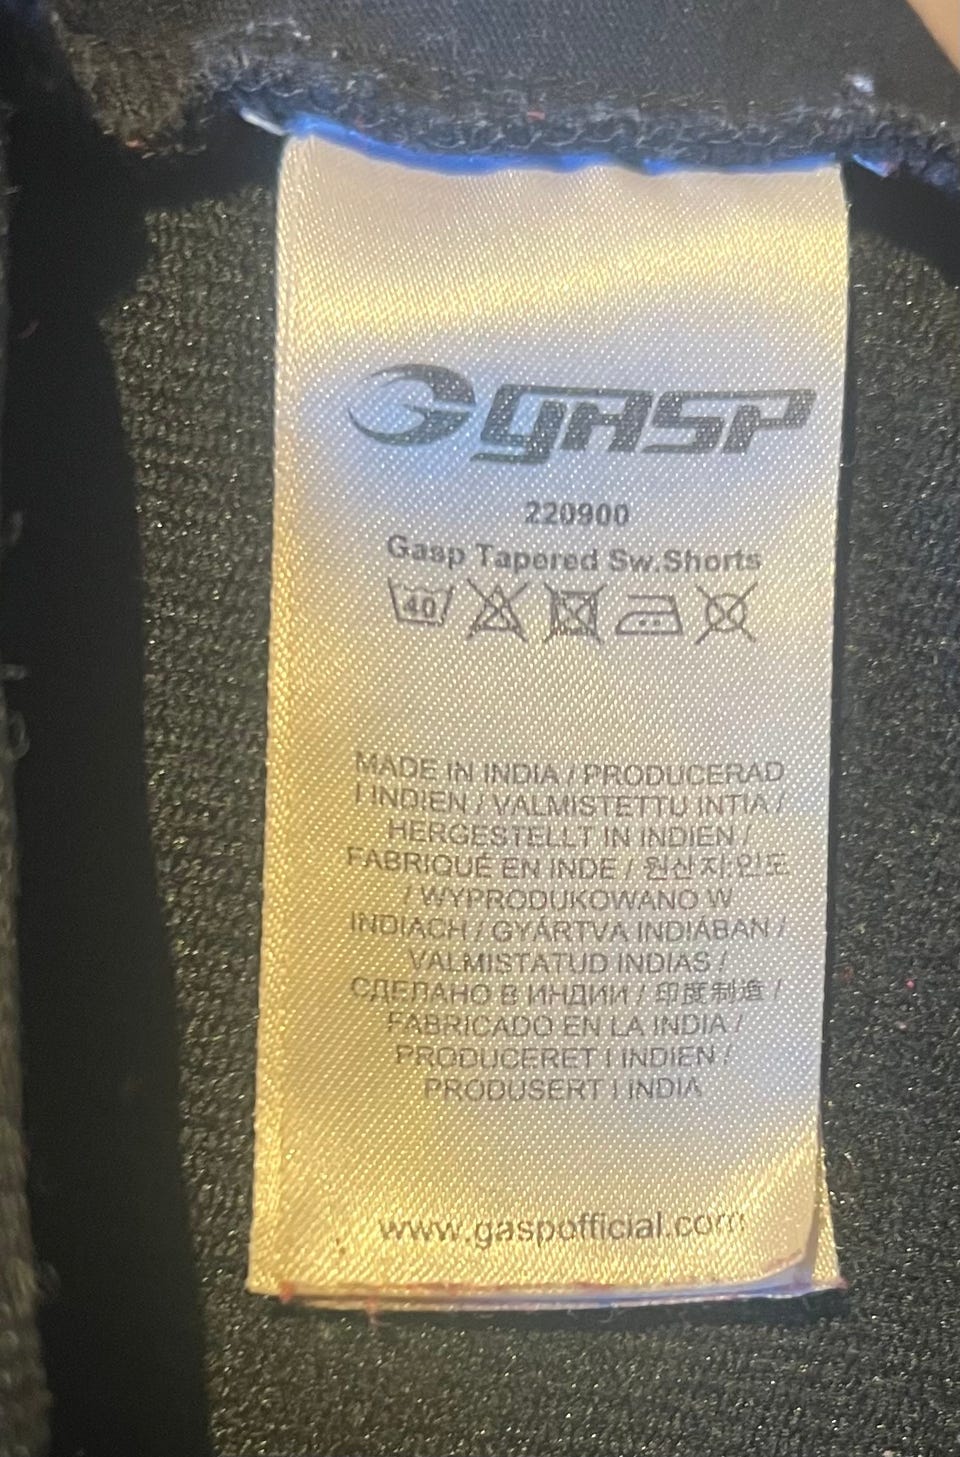 GASP
220900
Gasp Tapered Sw.Shorts
40
MADE IN INDIA / PRODUCERAD
I INDIEN / VALMISTETTU INTIA /
HERGESTELLT IN INDIEN /
FABRIQUÉ EN INDE / 원산지:인도
/ WYPRODUKOWANO W
INDIACH / GYÁRTVA INDIÁBAN /
VALMISTATUD INDIAS /
СДЕЛАНО В ИНДИИ / 印度制造 /
FABRICADO EN LA INDIA /
PRODUCERET I INDIEN /
PRODUSERT I INDIA
www.gaspofficial.com